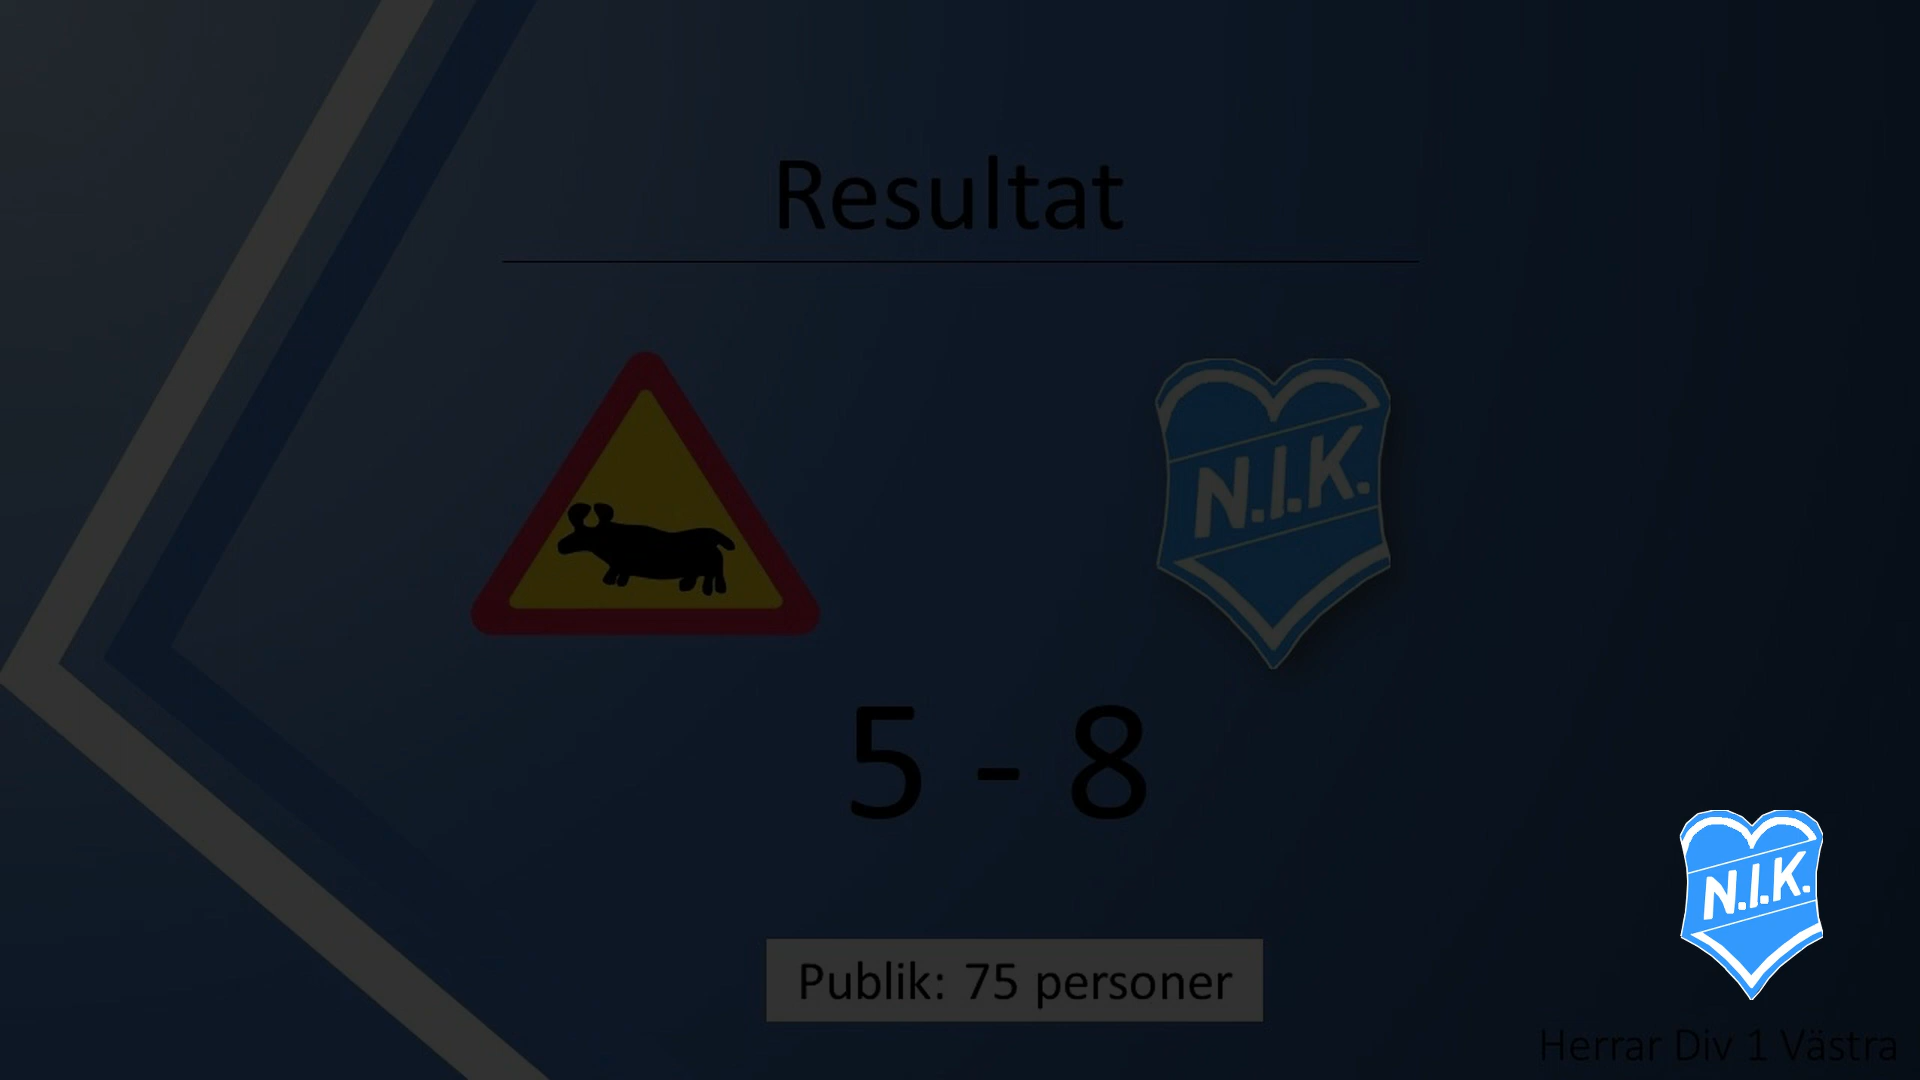 Resultat
N.I.K.
5 - 8
N.I.K.
Publik: 75 personer
Herrar Div 1 Västra